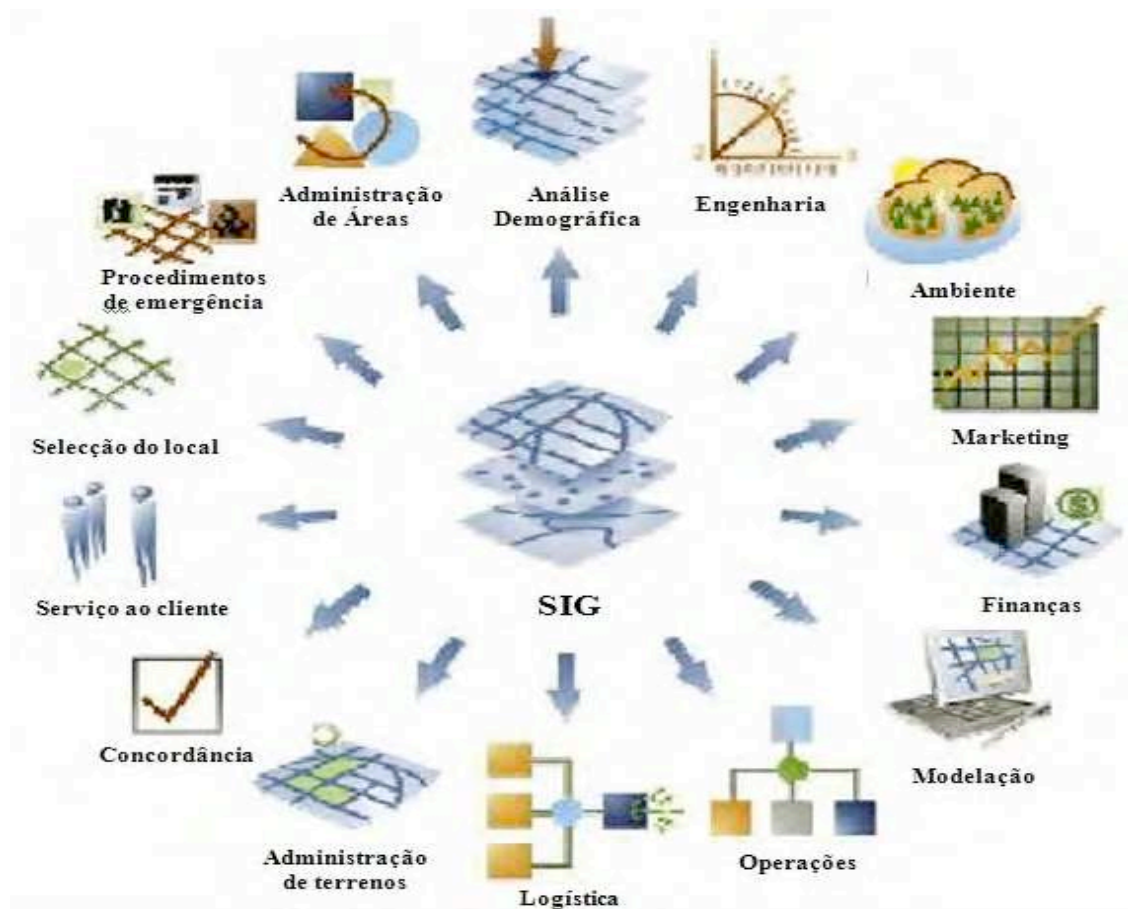 Administração
de Áreas
Análise
Demográfica
Engenharia
Procedimentos
de emergência
Ambiente
Selecção do local
Marketing
Serviço ao cliente
SIG
Finanças
Concordância
Modelação
Administração
de terrenos
Logística
Operações